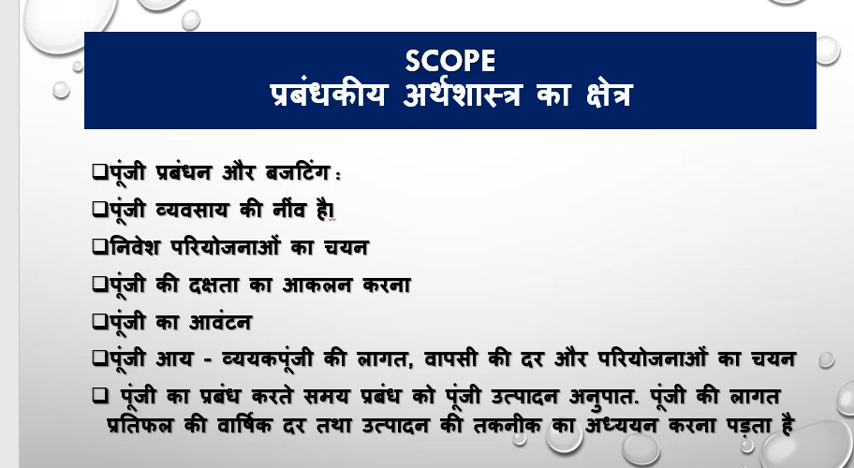 SCOPE
प्रबंधकीय अर्थशास्त्र का क्षेत्र
❑पूंजी प्रबंधन और बजटिंग :
❑पूंजी व्यवसाय की नींव है।
❑निवेश परियोजनाओं का चयन
❑पूंजी की दक्षता का आकलन करना
❑पूंजी का आवंटन
❑पूंजी आय - व्ययकपूंजी की लागत, वापसी की दर और परियोजनाओं का चयन
❑ पूंजी का प्रबंध करते समय प्रबंध को पूंजी उत्पादन अनुपात. पूंजी की लागत
प्रतिफल की वार्षिक दर तथा उत्पादन की तकनीक का अध्ययन करना पड़ता है